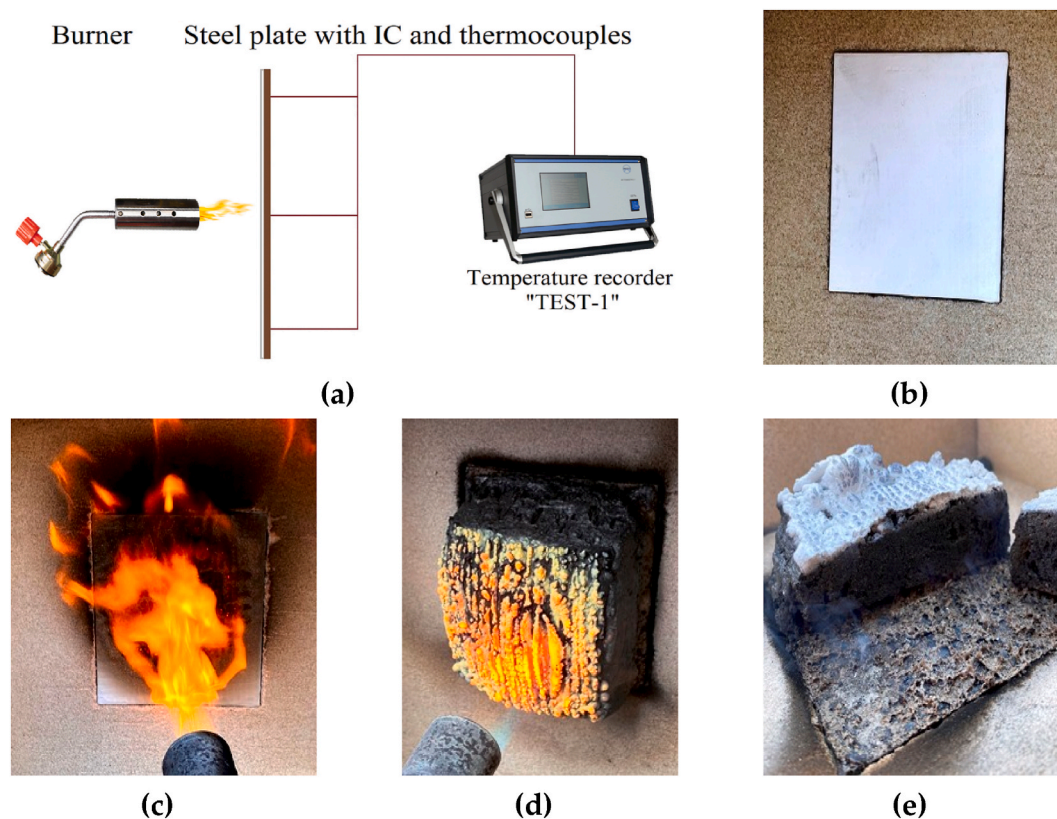 Burner
Steel plate with IC and thermocouples
Temperature recorder
"TEST-1"
(a)
(b)
(c)
(d)
(e)